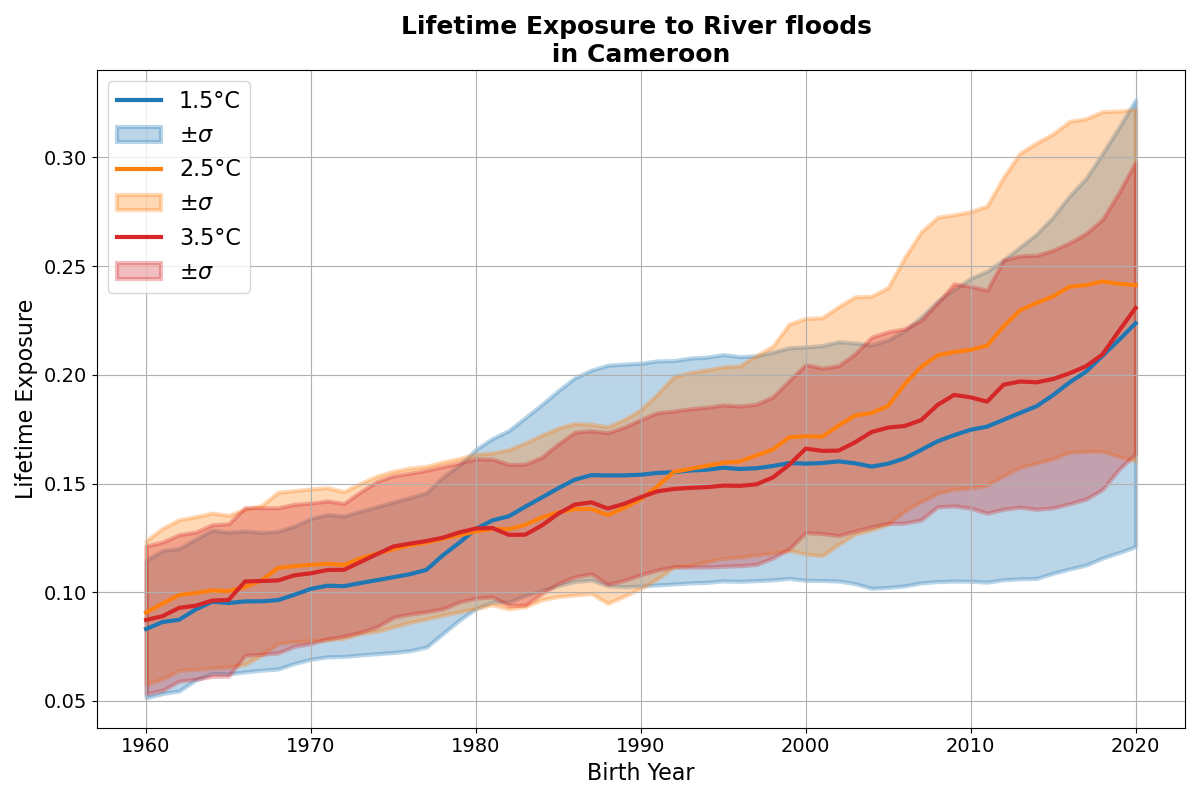 Lifetime Exposure to River floods
in Cameroon
1.5°C
±σ
2.5°C
±σ
3.5°C
±σ
Lifetime Exposure
0.30
0.25
0.20
0.15
0.10
0.05
1960 1970 1980 1990 2000 2010 2020
Birth Year